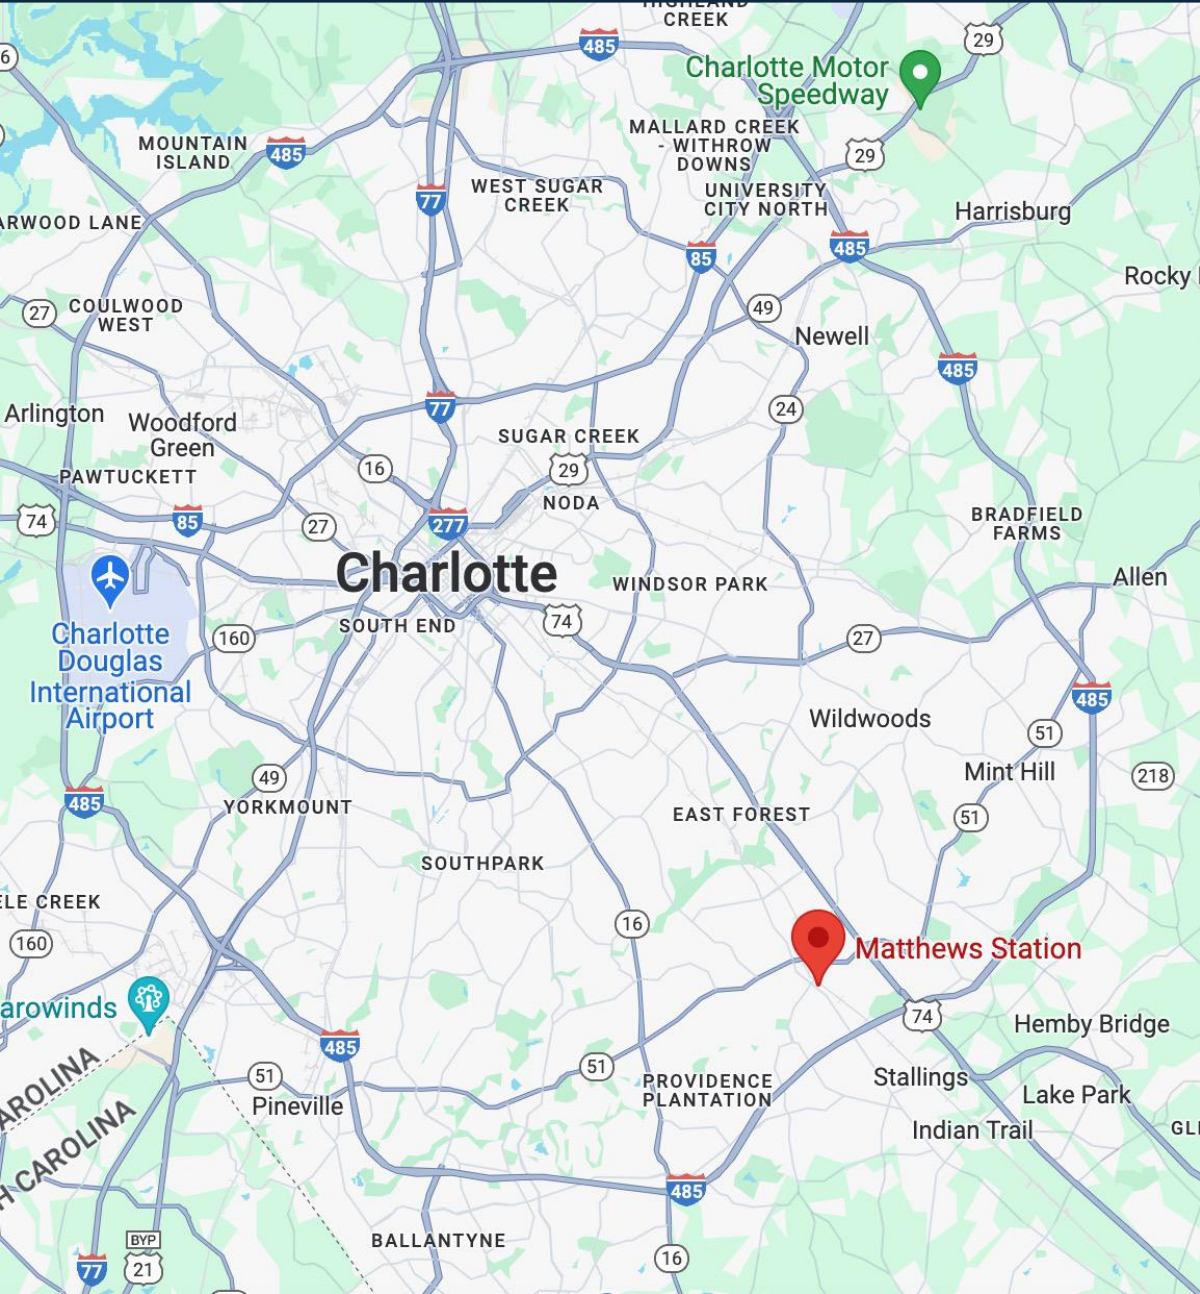 HIGHLAND
CREEK
29
485
6
Charlotte Motor
Speedway
MALLARD CREEK
- WITHROW
DOWNS
MOUNTAIN
ISLAND
485
29
77
WEST SUGAR
CREEK
UNIVERSITY
CITY NORTH
Harrisburg
ARWOOD LANE
485
85
Rocky
27
COULWOOD
WEST
49
Newell
485
77
24
Arlington
Woodford
Green
SUGAR CREEK
16
29
PAWTUCKETT
NODA
74
85
27
277
BRADFIELD
FARMS
Charlotte
WINDSOR PARK
Allen
Charlotte
Douglas
International
Airport
160
SOUTH END
74
27
485
Wildwoods
51
Mint Hill
218
49
485
YORKMOUNT
EAST FOREST
51
SOUTHPARK
ELE CREEK
160
16
Matthews Station
arowinds
74
Hemby Bridge
485
51
51
Pineville
PROVIDENCE
PLANTATION
Stallings
Lake Park
Indian Trail
GL
AROLINA
H CAROLINA
485
BALLANTYNE
16
BYP
21
77